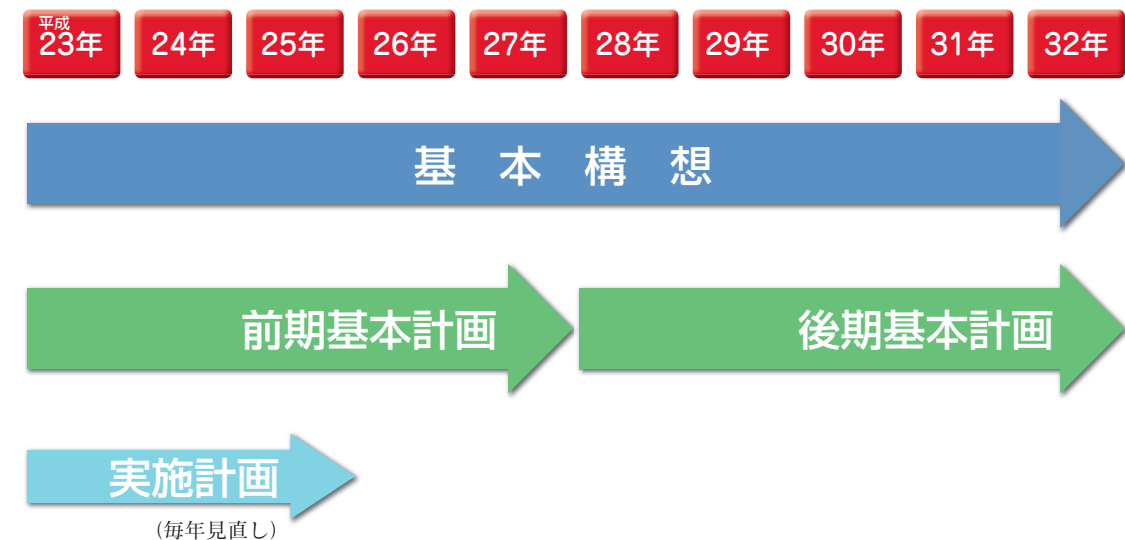 平成
23年 24年 25年 26年 27年 28年 29年 30年 31年 32年
基本構想
前期基本計画 後期基本計画
実施計画
(毎年見直し)